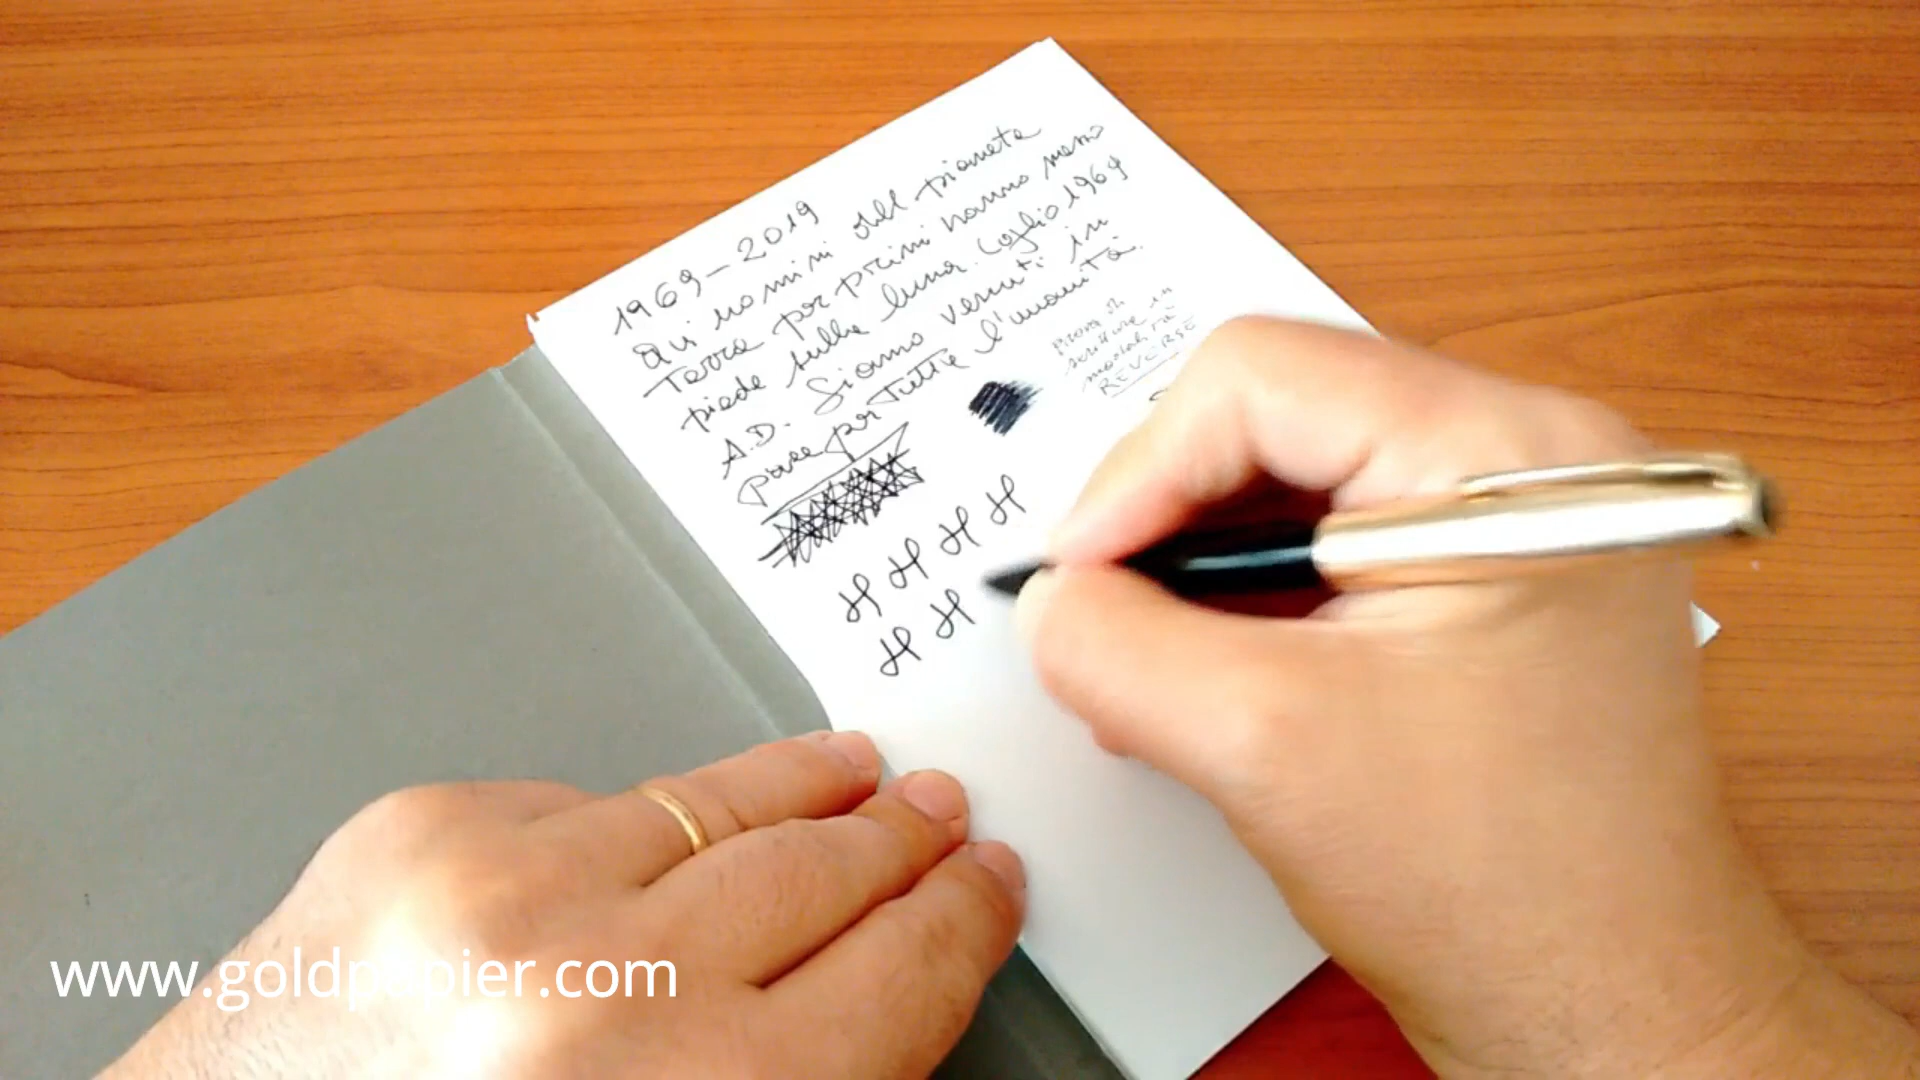 1969-2019
Qui uomini dell pianeta
Terra per primi hanno messo
piede sulla luna. Luglio 1969
A.D. Siamo venuti in
pace per tutta l'umanità.
Prova di
scrittura in
modalità
REVERSE
H H H H
H H
www.goldpapier.com